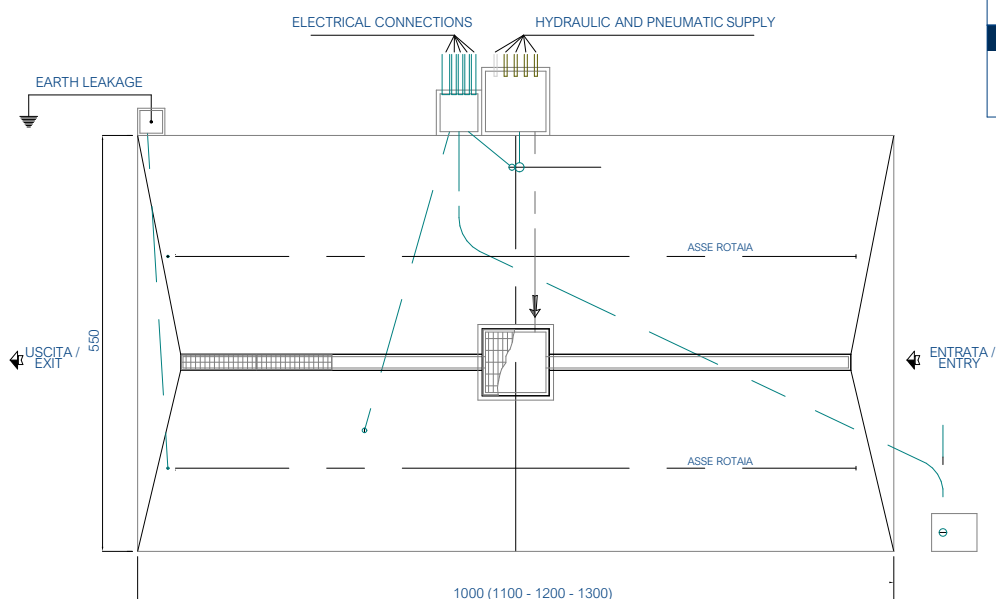 ELECTRICAL CONNECTIONS
HYDRAULIC AND PNEUMATIC SUPPLY
EARTH LEAKAGE
ASSE ROTAIA
550
USCITA /
EXIT
ENTRATA /
ENTRY
ASSE ROTAIA
1000 (1100 - 1200 - 1300)